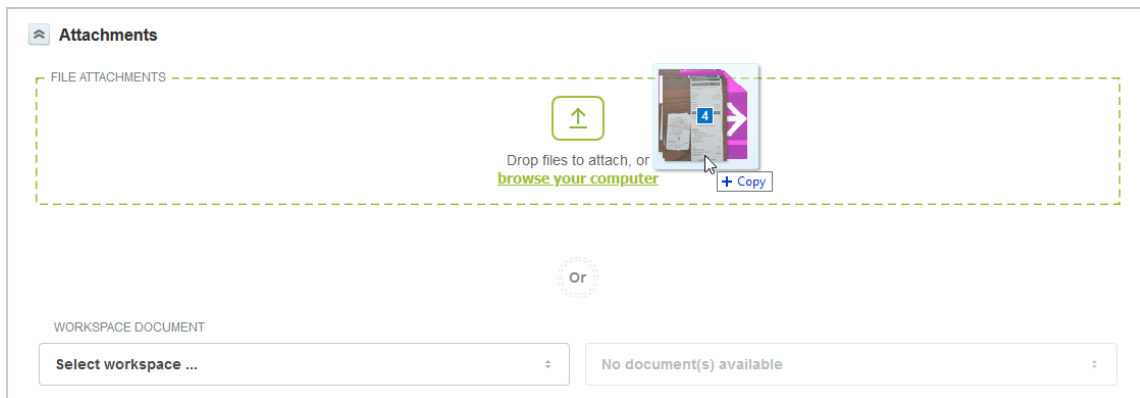 Attachments
FILE ATTACHMENTS
4
Drop files to attach, or
browse your computer
+ Copy
Or
WORKSPACE DOCUMENT
Select workspace ...
No document(s) available